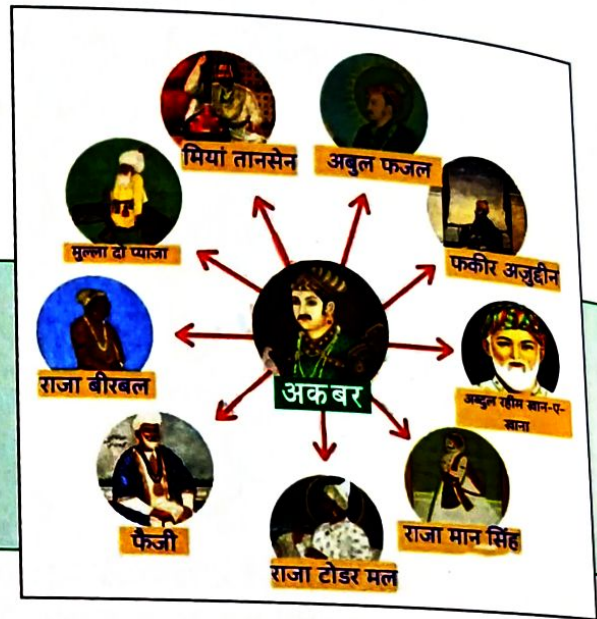 मियां तानसेन
अबुल फजल
मुल्ला दो प्याजा
फकीर अजुद्दीन
राजा बीरबल
अकबर
अब्दुल रहीम खान-ए-
खाना
फैजी
राजा मान सिंह
राजा टोडर मल